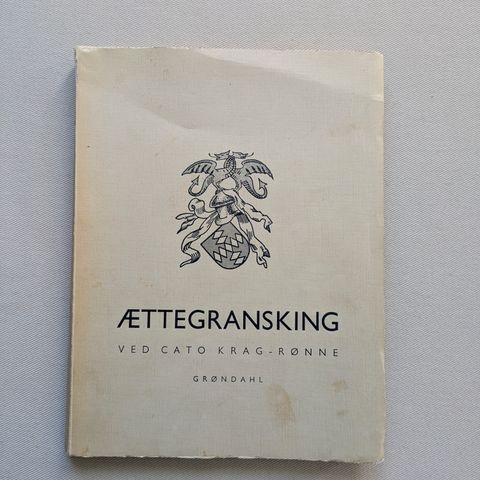 ÆTTEGRANSKING
VED CATO KRAG-RØNNE
GRØNDAHL